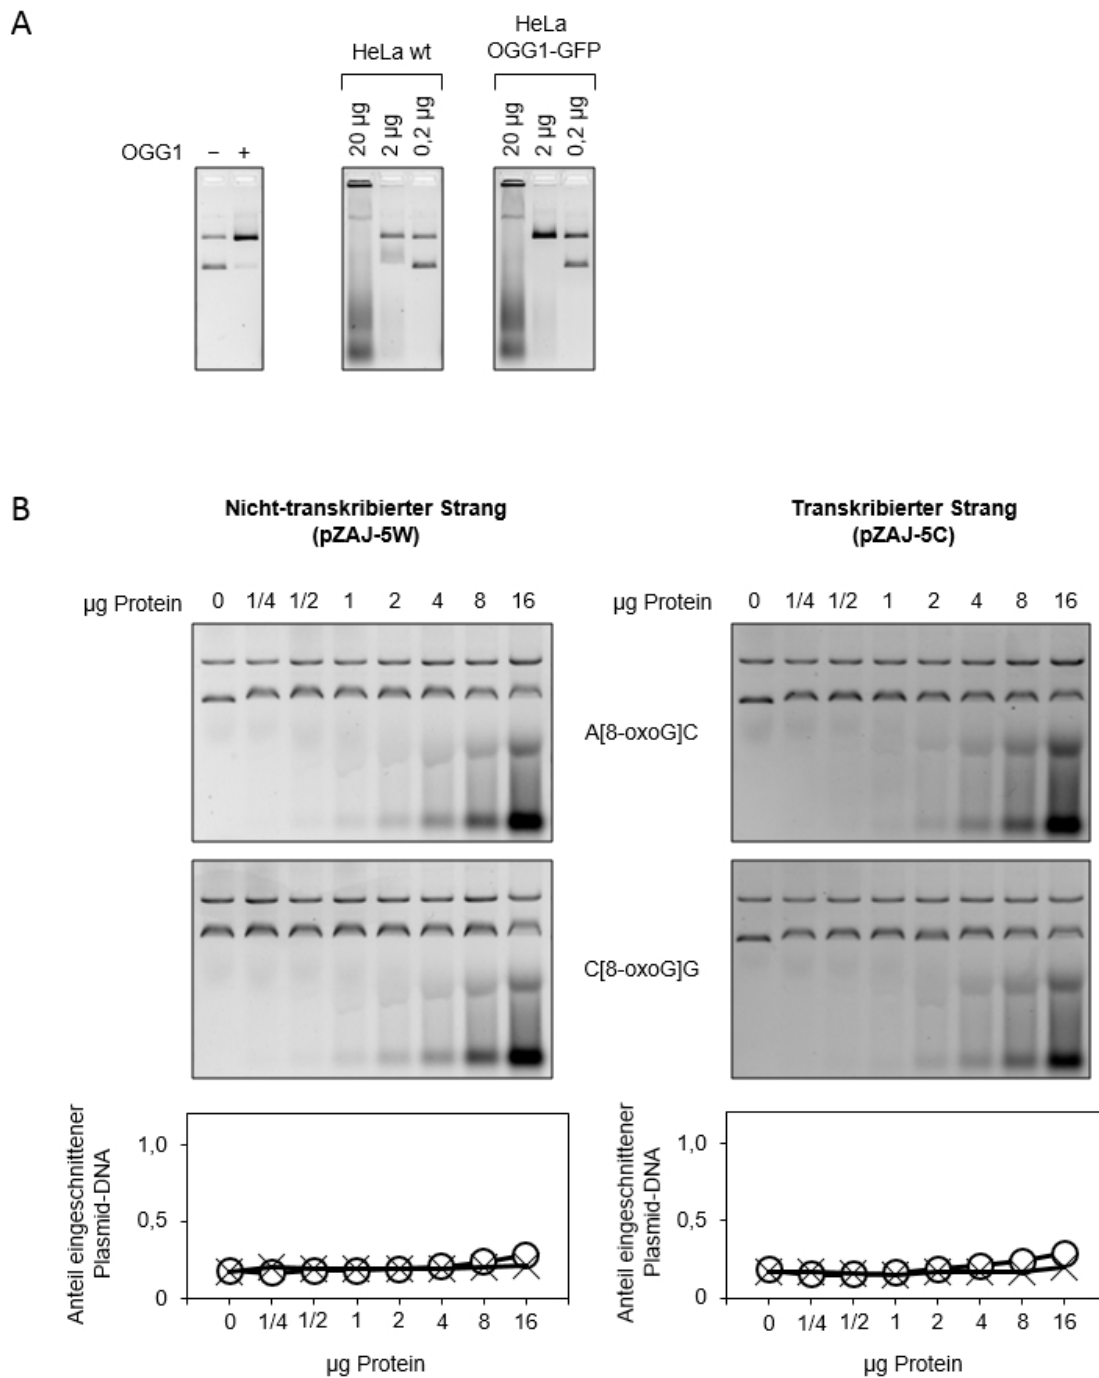 A
HeLa wt
HeLa
OGG1-GFP
20 µg
2 µg
0,2 µg
20 µg
2 µg
0,2 µg
OGG1 – +
B
Nicht-transkribierter Strang
(pZAJ-5W)
Transkribierter Strang
(pZAJ-5C)
µg Protein 0 1/4 1/2 1 2 4 8 16
µg Protein 0 1/4 1/2 1 2 4 8 16
A[8-oxoG]C
C[8-oxoG]G
Anteil eingeschnittener
Plasmid-DNA
1,0
0,5
0
0 1/4 1/2 1 2 4 8 16
µg Protein
Anteil eingeschnittener
Plasmid-DNA
1,0
0,5
0
0 1/4 1/2 1 2 4 8 16
µg Protein